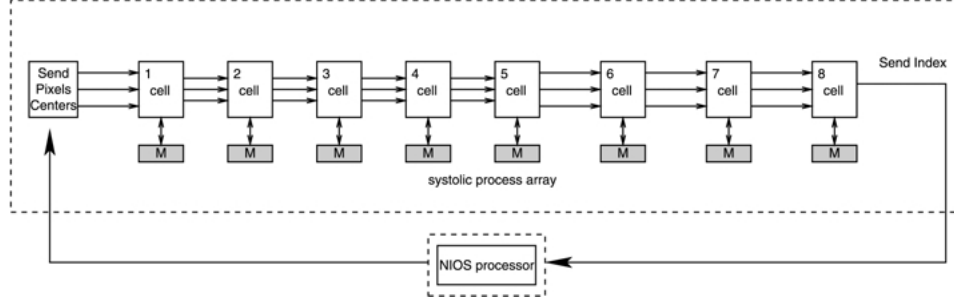 Send
Pixels
Centers
1
cell
2
cell
3
cell
4
cell
5
cell
6
cell
7
cell
8
cell
Send Index
M
M
M
M
M
M
M
M
systolic process array
NIOS processor